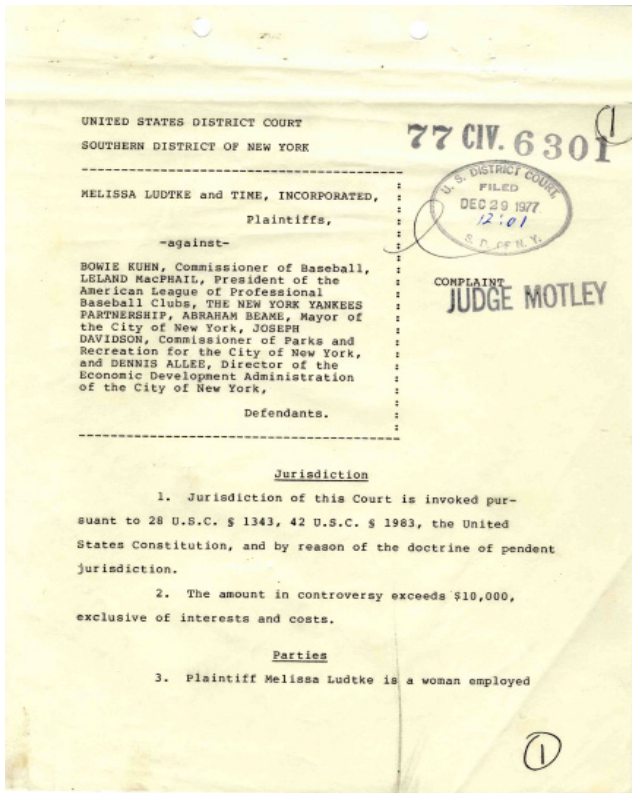 1
UNITED STATES DISTRICT COURT
SOUTHERN DISTRICT OF NEW YORK
77 CIV. 6301
U. S. DISTRICT COURT
FILED
DEC 29 1977
12:01
S. D. OF N. Y.
MELISSA LUDTKE and TIME, INCORPORATED,
Plaintiffs,
-against-
BOWIE KUHN, Commissioner of Baseball,
LELAND MacPHAIL, President of the
American League of Professional
Baseball Clubs, THE NEW YORK YANKEES
PARTNERSHIP, ABRAHAM BEAME, Mayor of
the City of New York, JOSEPH
DAVIDSON, Commissioner of Parks and
Recreation for the City of New York,
and DENNIS ALLEE, Director of the
Economic Development Administration
of the City of New York,
Defendants.
COMPLAINT
JUDGE MOTLEY
Jurisdiction
1. Jurisdiction of this Court is invoked pur-
suant to 28 U.S.C. § 1343, 42 U.S.C. § 1983, the United
States Constitution, and by reason of the doctrine of pendent
jurisdiction.
2. The amount in controversy exceeds $10,000,
exclusive of interests and costs.
Parties
3. Plaintiff Melissa Ludtke is a woman employed
1